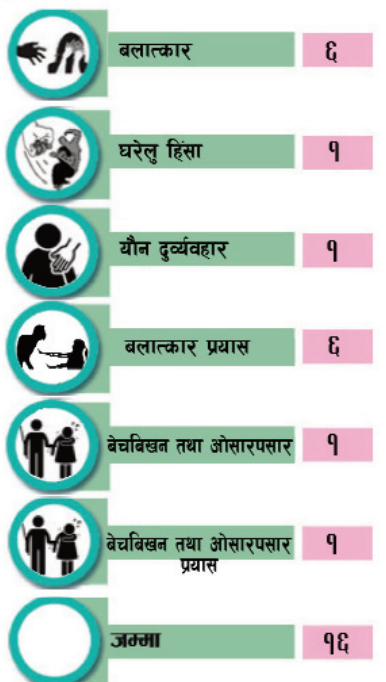 बलात्कार ६
घरेलु हिंसा १
यौन दुर्व्यवहार १
बलात्कार प्रयास ६
बेचबिखन तथा ओसारपसार १
बेचबिखन तथा ओसारपसार १
प्रयास
जम्मा १६